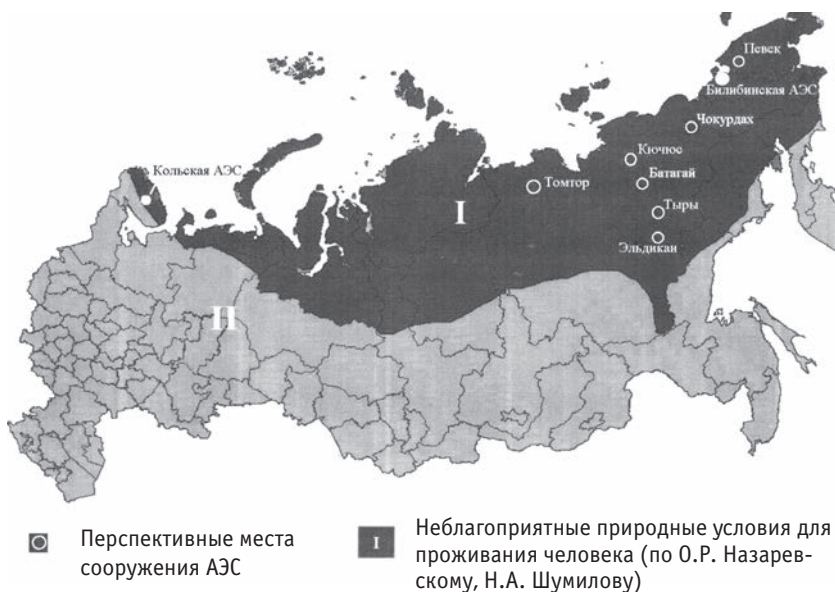 Певек
Билибинская АЭС
Чокурдах
Кючюс
Кольская АЭС
Батагай
Томтор
I
Тыры
Эльдикан
II
Перспективные места
сооружения АЭС
I
Неблагоприятные природные условия для
проживания человека (по О.Р. Назарев-
скому, Н.А. Шумилову)